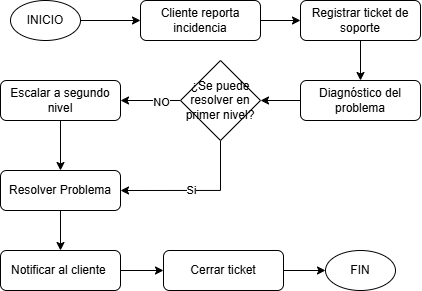 INICIO
Cliente reporta
incidencia
Registrar ticket de
soporte
Diagnóstico del
problema
¿Se puede
resolver en
primer nivel?
NO
Escalar a segundo
nivel
Si
Resolver Problema
Notificar al cliente
Cerrar ticket
FIN